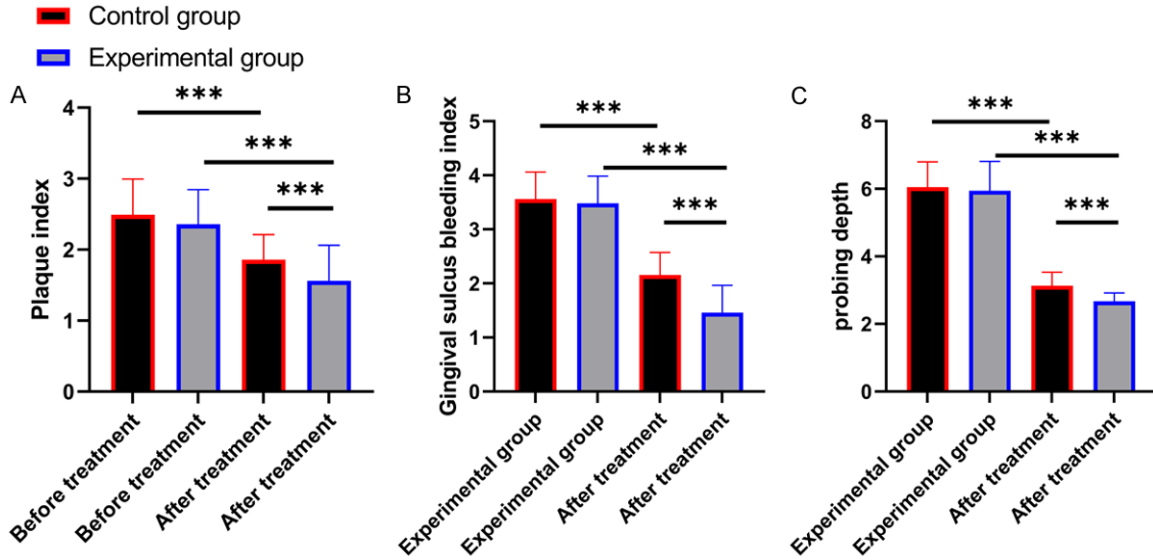 Control group
Experimental group
A
***
***
***
Plaque index
4
3
2
1
0
Before treatment
Before treatment
After treatment
After treatment
B
***
***
***
Gingival sulcus bleeding index
5
4
3
2
1
0
Experimental group
Experimental group
After treatment
After treatment
C
***
***
***
probing depth
8
6
4
2
0
Experimental group
Experimental group
After treatment
After treatment